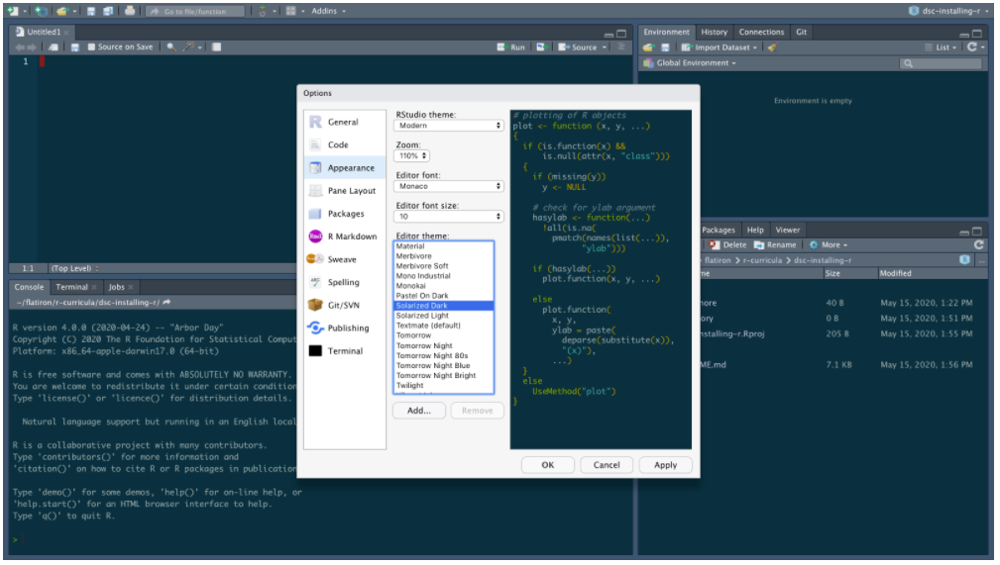 Go to file/function
Addins
dsc-installing-r
Untitled1
Source on Save
Run
Source
1
1:1 (Top Level)
Console Terminal Jobs
~/flatiron/r-curricula/dsc-installing-r/
R version 4.0.0 (2020-04-24) -- "Arbor Day"
Copyright (C) 2020 The R Foundation for Statistical Comput
Platform: x86_64-apple-darwin17.0 (64-bit)
R is free software and comes with ABSOLUTELY NO WARRANTY.
You are welcome to redistribute it under certain condition
Type 'license()' or 'licence()' for distribution details.
Natural language support but running in an English local
R is a collaborative project with many contributors.
Type 'contributors()' for more information and
'citation()' on how to cite R or R packages in publication
Type 'demo()' for some demos, 'help()' for on-line help, or
'help.start()' for an HTML browser interface to help.
Type 'q()' to quit R.
>
Options
General
Code
Appearance
Pane Layout
Packages
R Markdown
Sweave
Spelling
Git/SVN
Publishing
Terminal
RStudio theme:
Modern
Zoom:
110%
Editor font:
Monaco
Editor font size:
10
Editor theme:
Material
Merbivore
Merbivore Soft
Mono Industrial
Monokai
Pastel On Dark
Solarized Dark
Solarized Light
Textmate (default)
Tomorrow
Tomorrow Night
Tomorrow Night 80s
Tomorrow Night Blue
Tomorrow Night Bright
Twilight
Add... Remove
# plotting of R objects
plot <- function (x, y, ...)
{
if (is.function(x) &&
is.null(attr(x, "class")))
{
if (missing(y))
y <- NULL
# check for ylab argument
hasylab <- function(...)
!all(is.na(
pmatch(names(list(...)),
"ylab")))
if (hasylab(...))
plot.function(x, y, ...)
else
plot.function(
x, y,
ylab = paste(
deparse(substitute(x)),
"(x)"),
...)
}
else
UseMethod("plot")
}
OK Cancel Apply
Environment History Connections Git
Import Dataset
List
Global Environment
Environment is empty
Packages Help Viewer
Delete Rename More
flatiron > r-curricula > dsc-installing-r
me Size Modified
nore 40 B May 15, 2020, 1:22 PM
ory 0 B May 15, 2020, 1:51 PM
nstalling-r.Rproj 205 B May 15, 2020, 1:55 PM
ME.md 7.1 KB May 15, 2020, 1:56 PM